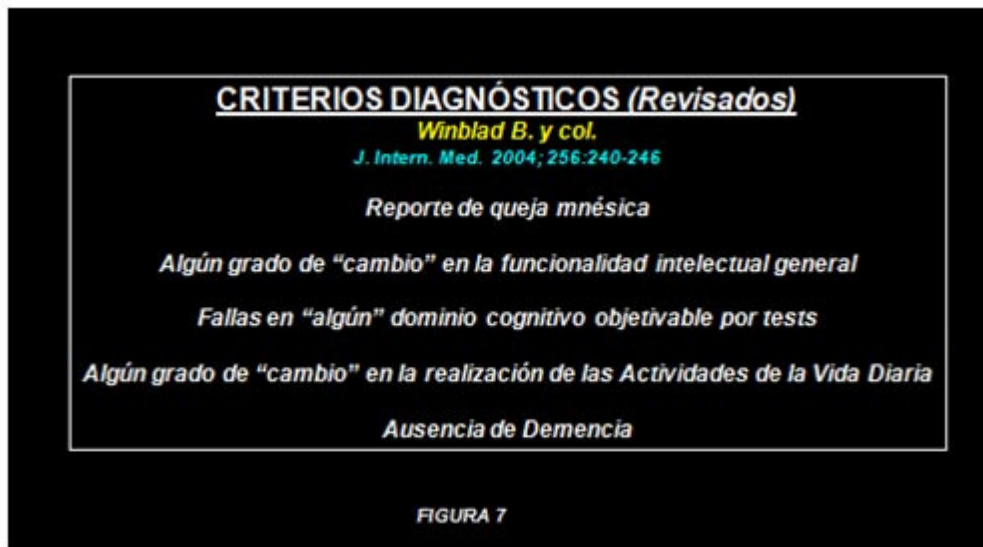 CRITERIOS DIAGNÓSTICOS (Revisados)
Winblad B. y col.
J. Intern. Med. 2004; 256:240-246
Reporte de queja mnésica
Algún grado de “cambio” en la funcionalidad intelectual general
Fallas en “algún” dominio cognitivo objetivable por tests
Algún grado de “cambio” en la realización de las Actividades de la Vida Diaria
Ausencia de Demencia
FIGURA 7